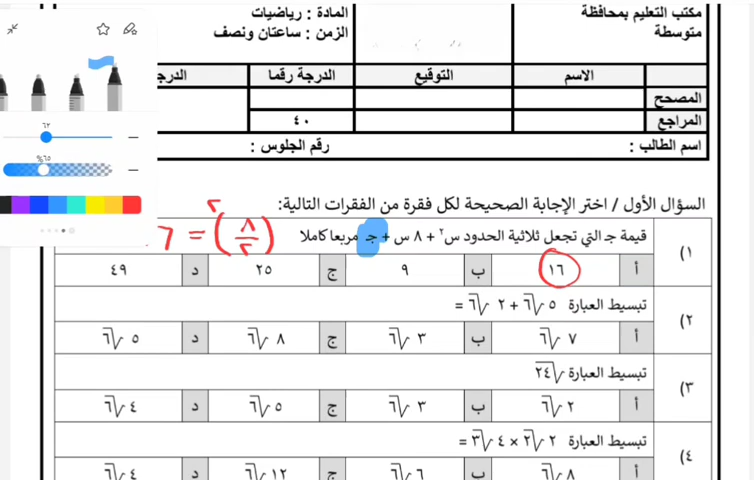 مكتب التعليم بمحافظة
متوسطة
المادة : رياضيات
الزمن : ساعتان ونصف
الاسم التوقيع الدرجة رقما الدرج
المصحح
المراجع ٤٠
اسم الطالب : رقم الجلوس :
٦٢
٪٦٥
السؤال الأول / اختر الإجابة الصحيحة لكل فقرة من الفقرات التالية:
١) قيمة جـ التي تجعل ثلاثية الحدود س٢ + ٨ س + جـ مربعا كاملا (٨/٢)٢ = ٦
أ ١٦ ب ٩ ج ٢٥ د ٤٩
٢) تبسيط العبارة ٥√٦ + ٢√٦ =
أ ٧√٦ ب ٣√٦ ج ٨√٦ د ٥√٦
٣) تبسيط العبارة √٢٤
أ ٢√٦ ب ٣√٦ ج ٥√٦ د ٤√٦
٤) تبسيط العبارة ٢√٢ × ٤√٣ =
أ ٨√٦ ب ٦√٦ ج ١٢√٦ د ٤√٦